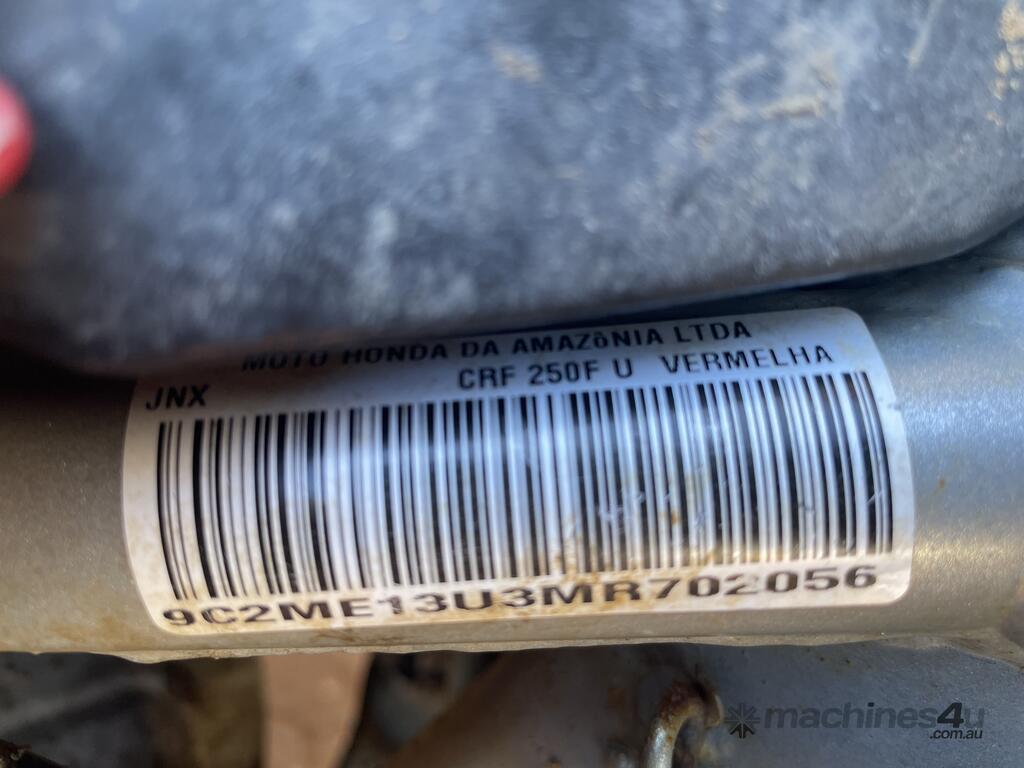 MOTO HONDA DA AMAZôNIA LTDA
JNX CRF 250F U VERMELHA
9C2ME13U3MR702056
machines4u
.com.au